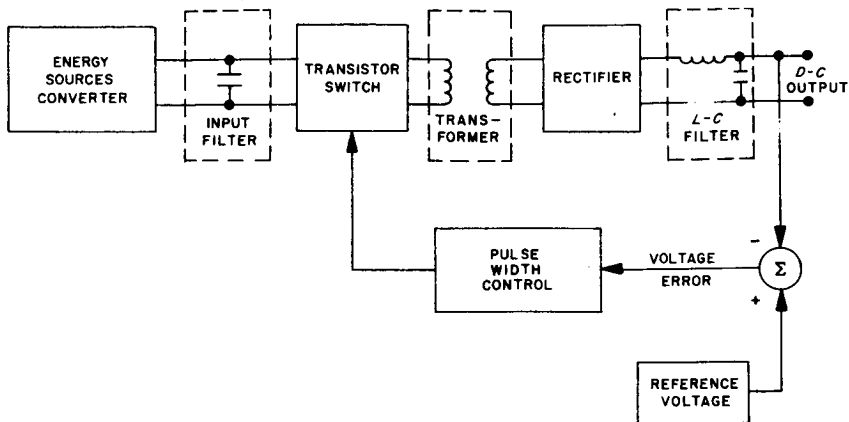 ENERGY
SOURCES
CONVERTER
INPUT
FILTER
TRANSISTOR
SWITCH
TRANS-
FORMER
RECTIFIER
L-C
FILTER
D-C
OUTPUT
PULSE
WIDTH
CONTROL
VOLTAGE
ERROR
-
Σ
+
REFERENCE
VOLTAGE